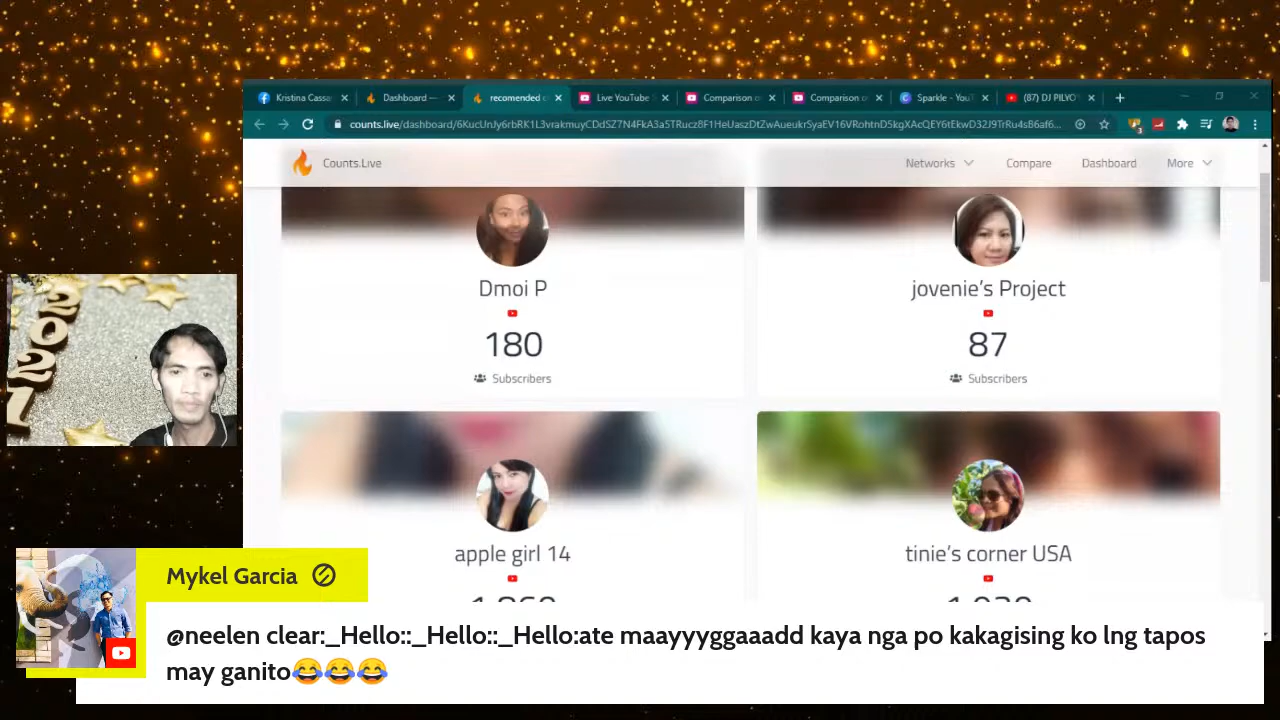 Kristina Cassa
Dashboard —
recomended c
Live YouTube S
Comparison o
Comparison o
Sparkle - YouT
(87) DJ PILYO
counts.live/dashboard/
Counts.Live
Networks
Compare
Dashboard
More
Dmoi P
jovenie's Project
180
87
Subscribers
Subscribers
apple girl 14
tinie's corner USA
2021
Mykel Garcia
@neelen clear:_Hello::_Hello::_Hello:ate maayyyggaaadd kaya nga po kakagising ko lng tapos
may ganito😂😂😂